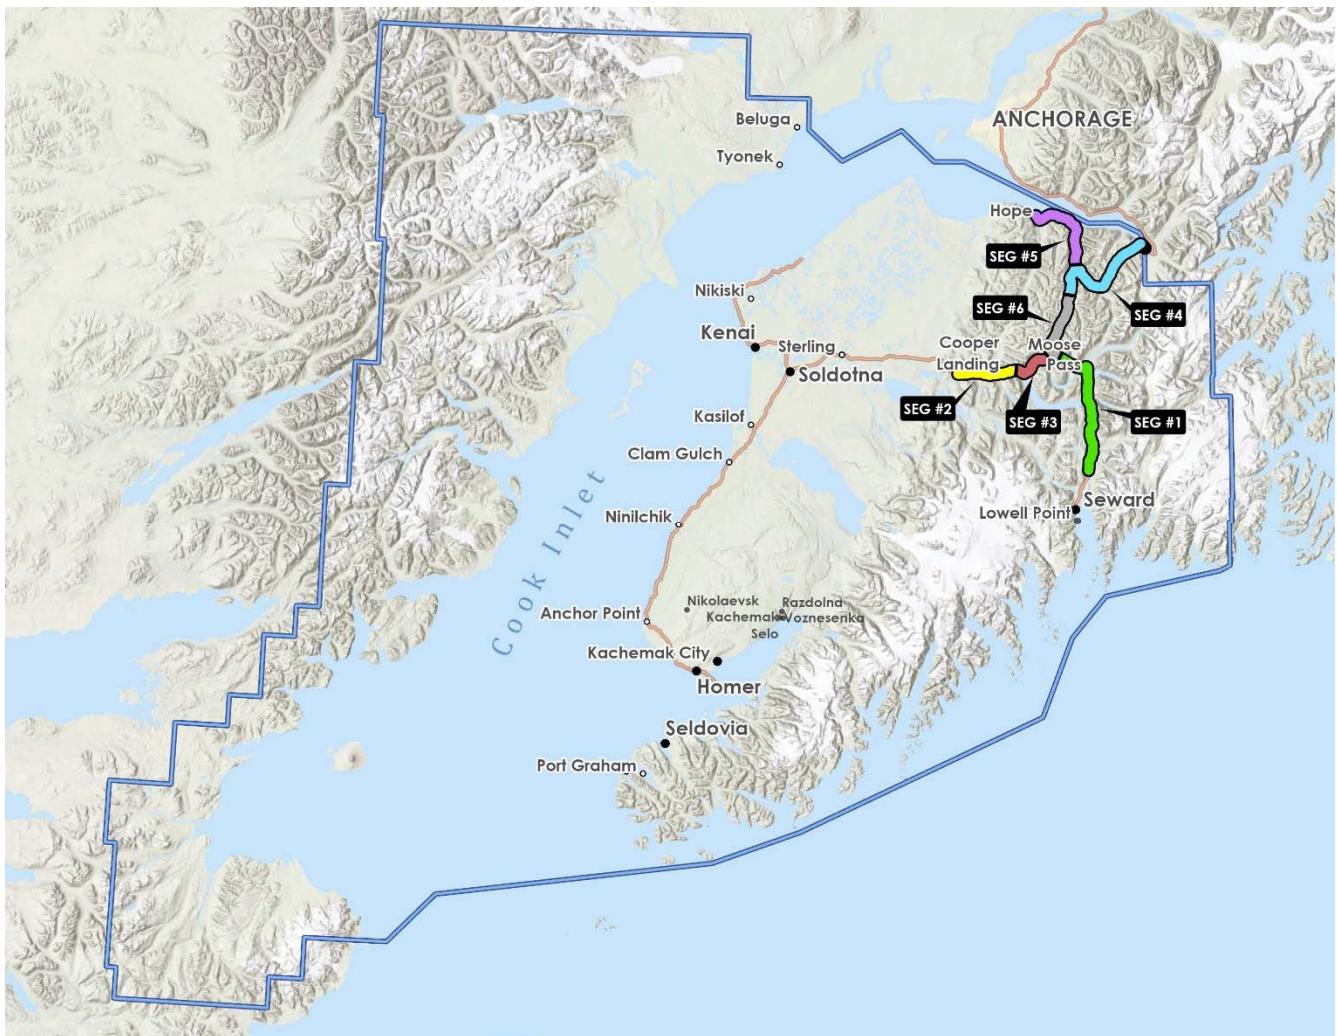 Beluga
ANCHORAGE
Tyonek
Hope
SEG #5
Nikiski
SEG #6
SEG #4
Kenai
Sterling
Cooper
Landing
Moose
Pass
Soldotna
SEG #2
SEG #3
SEG #1
Kasilof
Clam Gulch
Cook Inlet
Seward
Lowell Point
Ninilchik
Nikolaevsk
Razdolna
Anchor Point
Kachemak
Selo
Voznesenka
Kachemak City
Homer
Seldovia
Port Graham